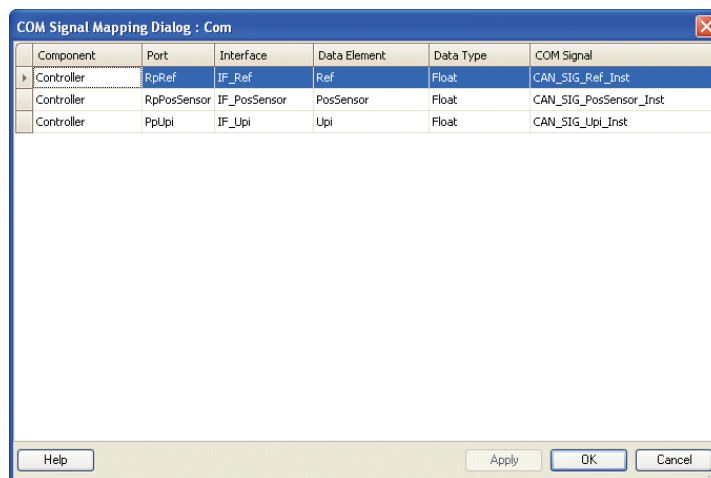 COM Signal Mapping Dialog : Com
Component Port Interface Data Element Data Type COM Signal
Controller RpRef IF_Ref Ref Float CAN_SIG_Ref_Inst
Controller RpPosSensor IF_PosSensor PosSensor Float CAN_SIG_PosSensor_Inst
Controller PpUpi IF_Upi Upi Float CAN_SIG_Upi_Inst
Help Apply OK Cancel